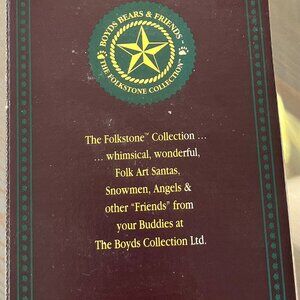 BOYDS BEARS & FRIENDS
THE FOLKSTONE COLLECTION
The Folkstone™ Collection ...
... whimsical, wonderful,
Folk Art Santas,
Snowmen, Angels &
other "Friends" from
your Buddies at
The Boyds Collection Ltd.